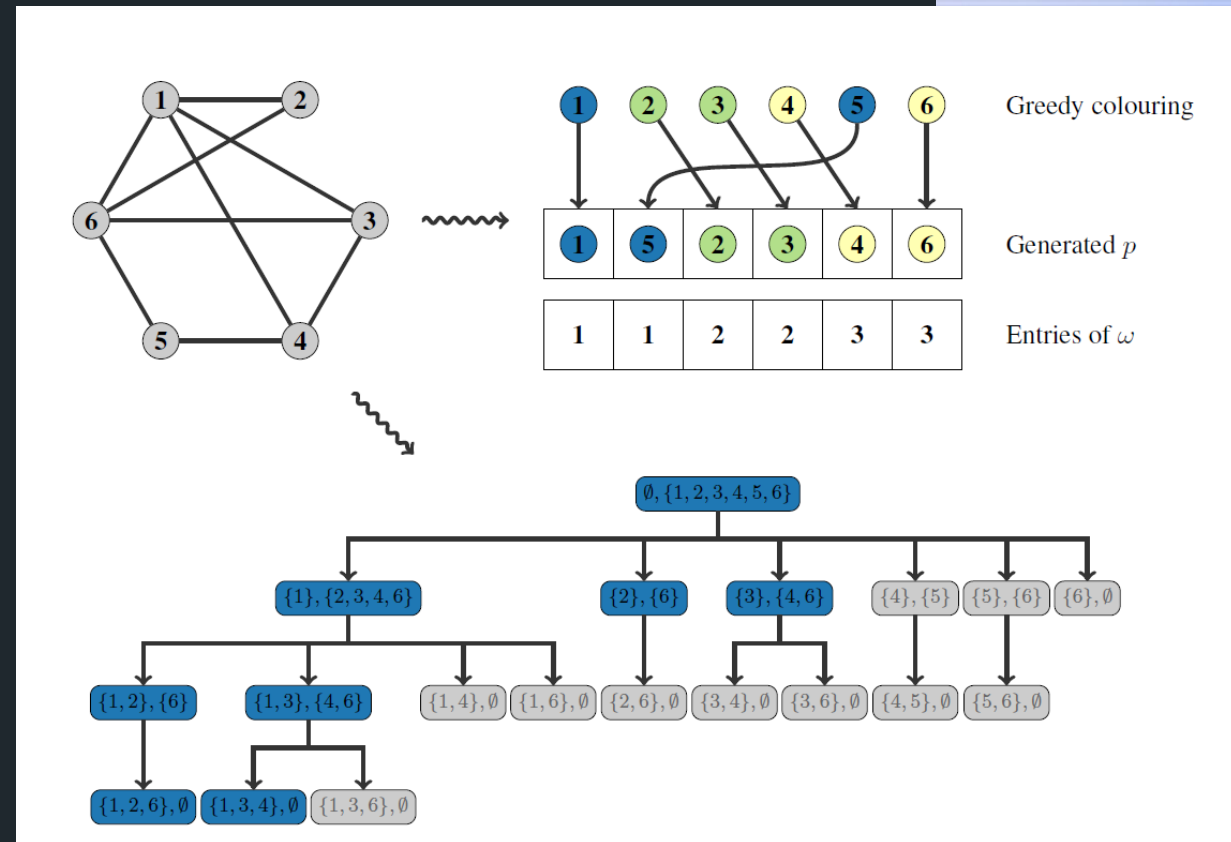 1 2
6 3
5 4
1 2 3 4 5 6 Greedy colouring
1 5 2 3 4 6 Generated p
1 1 2 2 3 3 Entries of ω
∅, {1, 2, 3, 4, 5, 6}
{1}, {2, 3, 4, 6} {2}, {6} {3}, {4, 6} {4}, {5} {5}, {6} {6}, ∅
{1, 2}, {6} {1, 3}, {4, 6} {1, 4}, ∅ {1, 6}, ∅ {2, 6}, ∅ {3, 4}, ∅ {3, 6}, ∅ {4, 5}, ∅ {5, 6}, ∅
{1, 2, 6}, ∅ {1, 3, 4}, ∅ {1, 3, 6}, ∅